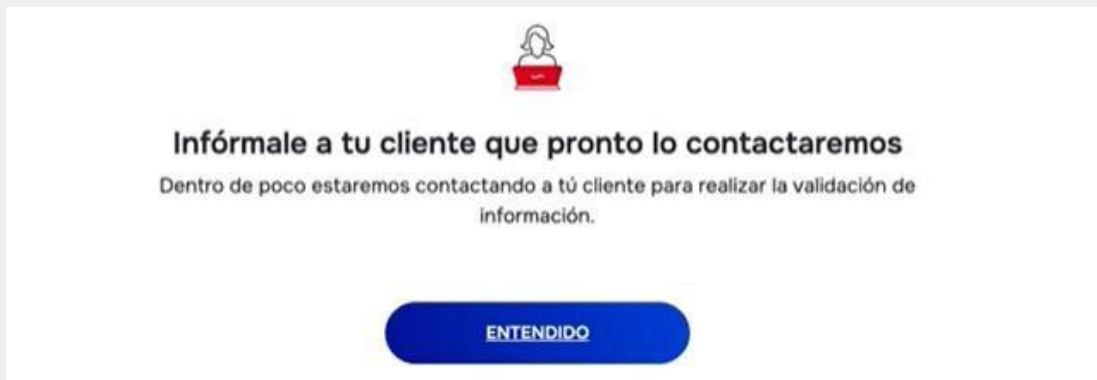 Infórmale a tu cliente que pronto lo contactaremos
Dentro de poco estaremos contactando a tú cliente para realizar la validación de
información.
ENTENDIDO